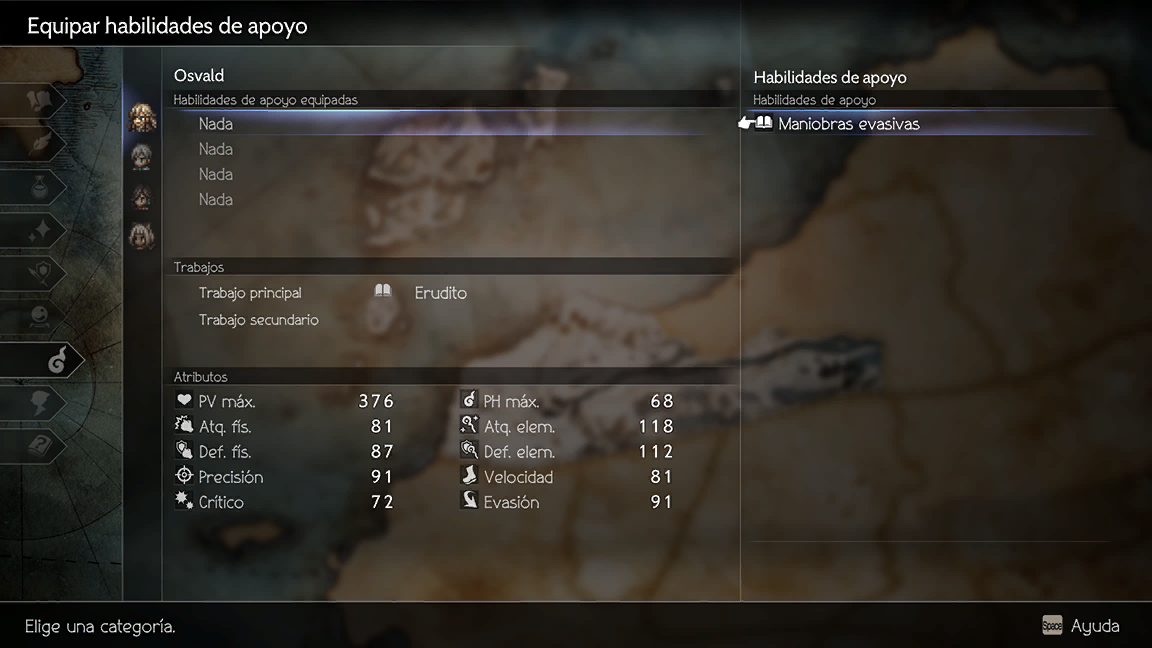 Equipar habilidades de apoyo
Osvald
Habilidades de apoyo equipadas
Nada
Nada
Nada
Nada
Trabajos
Trabajo principal Erudito
Trabajo secundario
Atributos
PV máx. 376 PH máx. 68
Atq. fís. 81 Atq. elem. 118
Def. fís. 87 Def. elem. 112
Precisión 91 Velocidad 81
Crítico 72 Evasión 91
Habilidades de apoyo
Habilidades de apoyo
Maniobras evasivas
Elige una categoría.
Space Ayuda